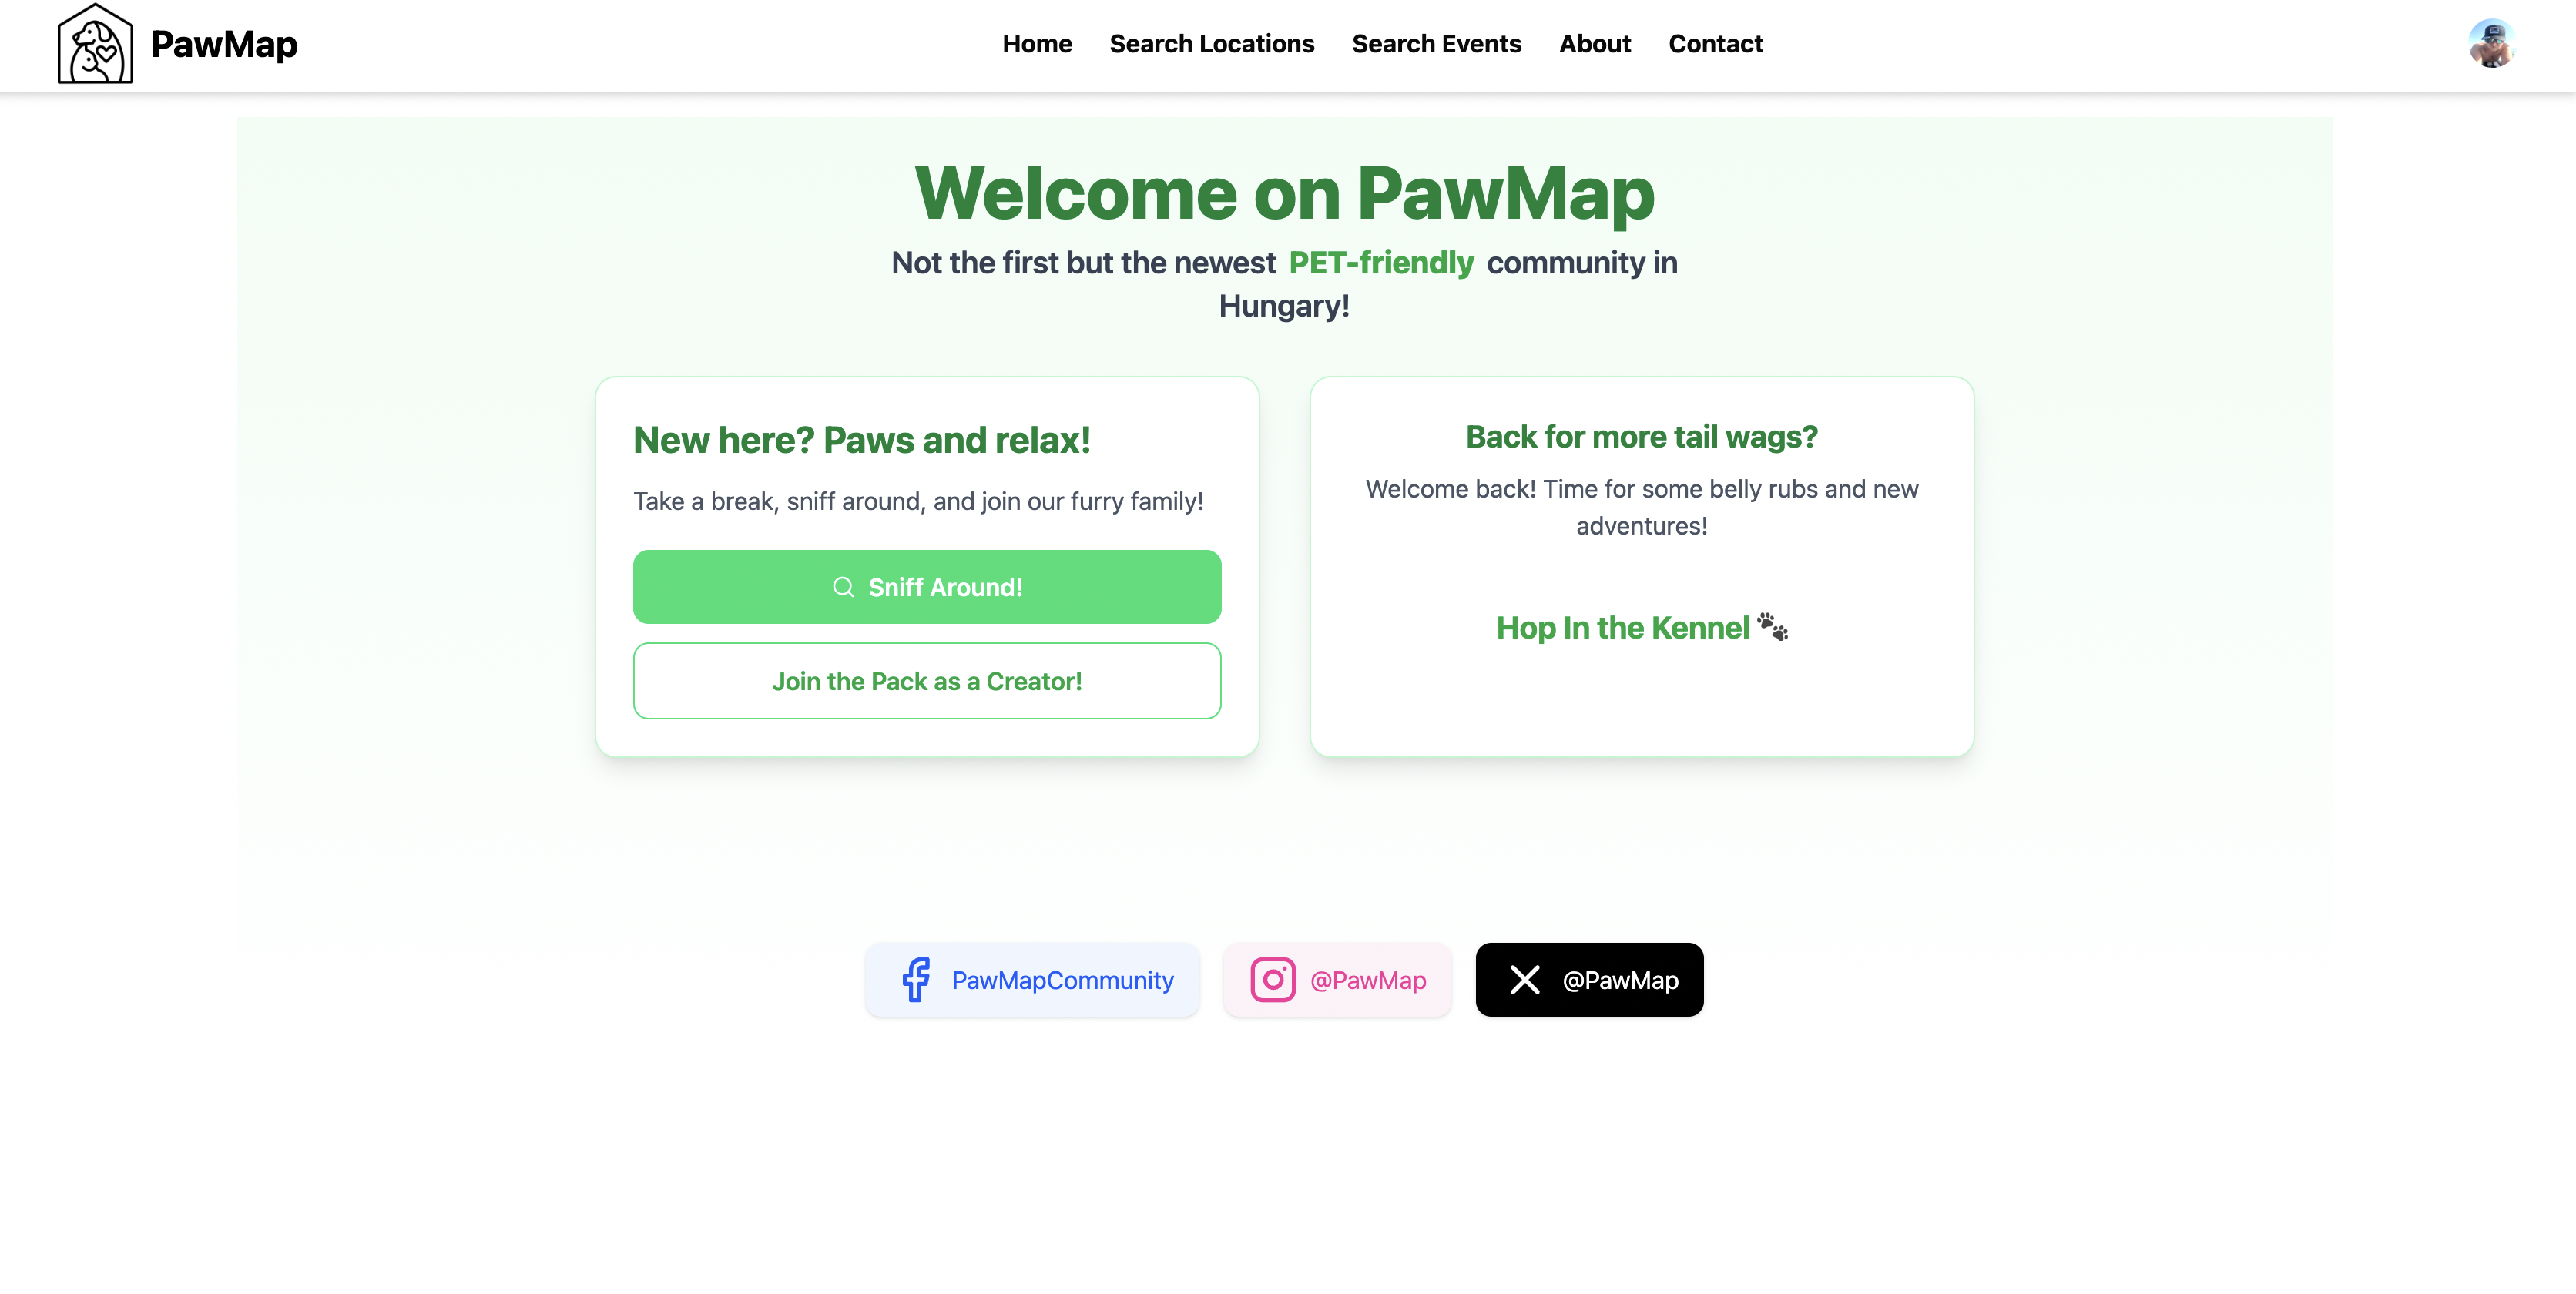 PawMap
Home Search Locations Search Events About Contact
Welcome on PawMap
Not the first but the newest PET-friendly community in
Hungary!
New here? Paws and relax!
Take a break, sniff around, and join our furry family!
Sniff Around!
Join the Pack as a Creator!
Back for more tail wags?
Welcome back! Time for some belly rubs and new
adventures!
Hop In the Kennel 🐾
PawMapCommunity
@PawMap
@PawMap